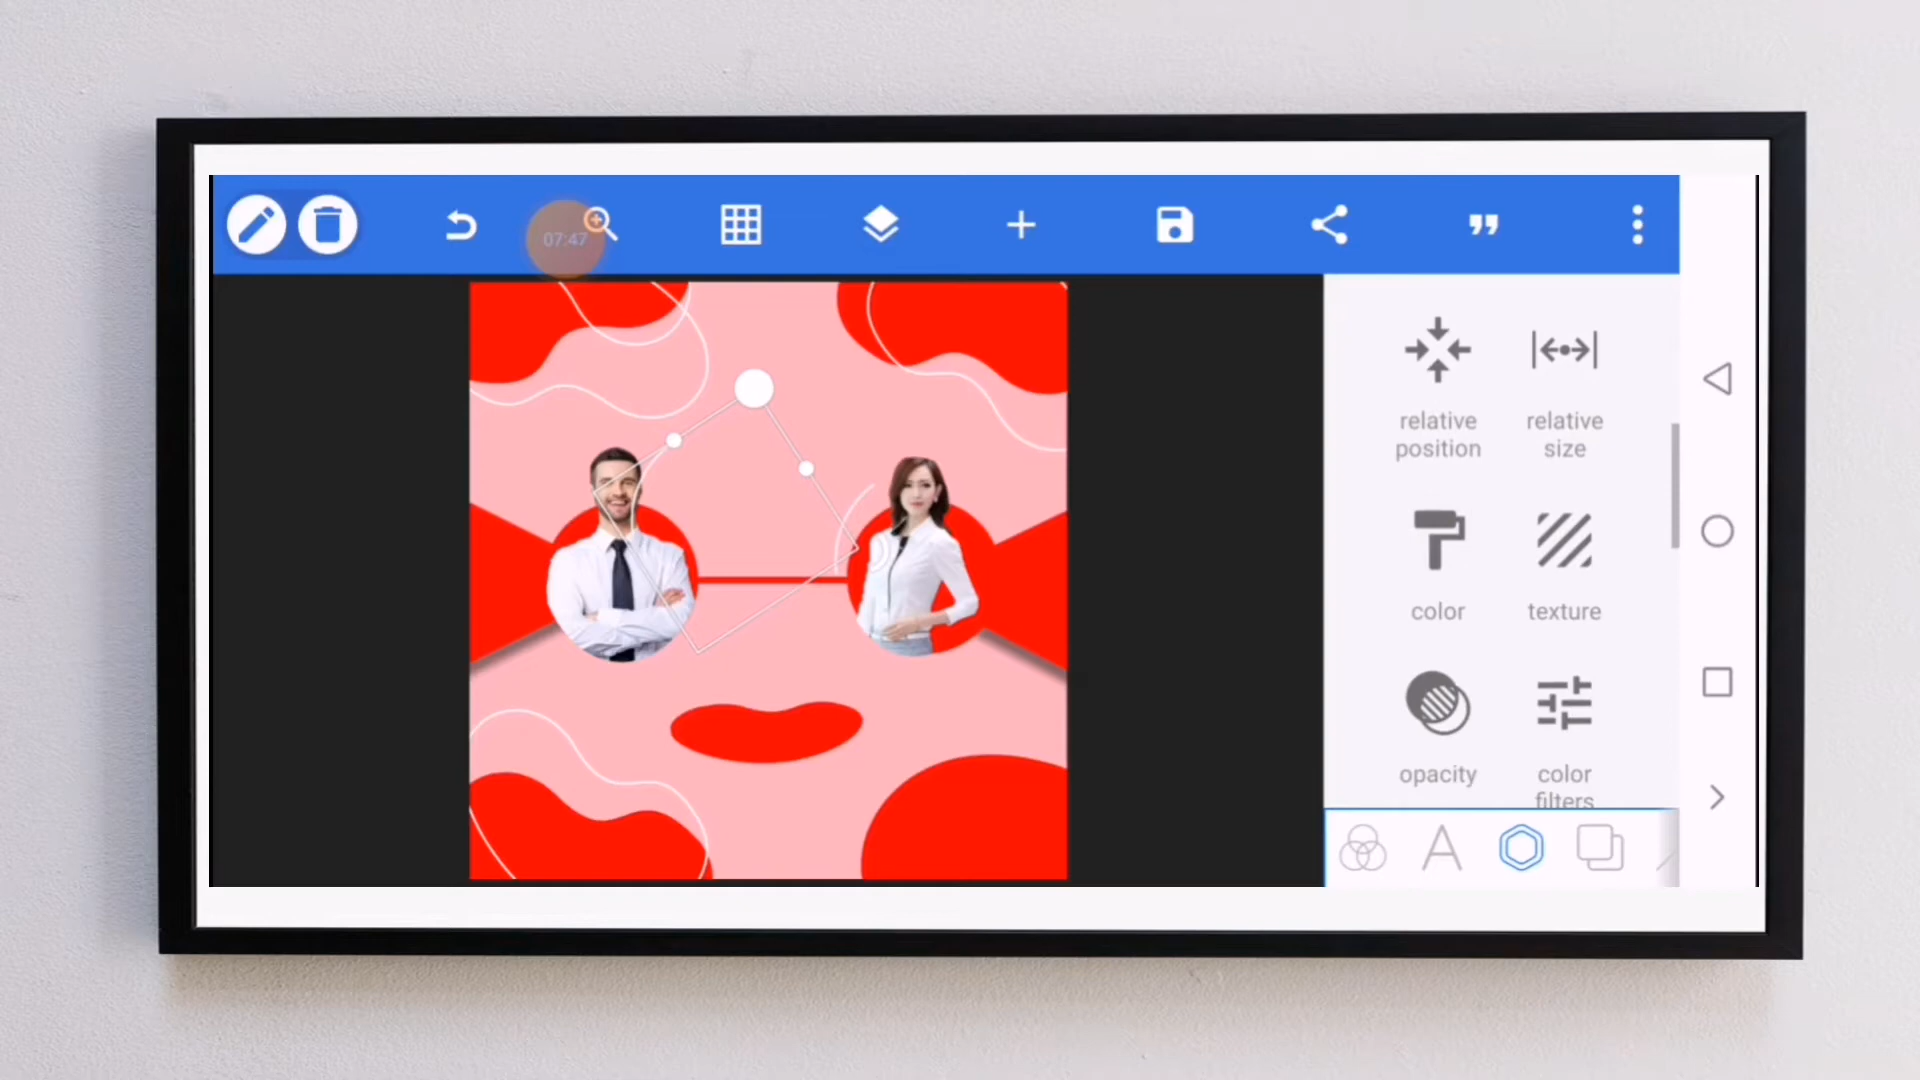 07:47
relative
position
relative
size
color
texture
opacity
color
filters